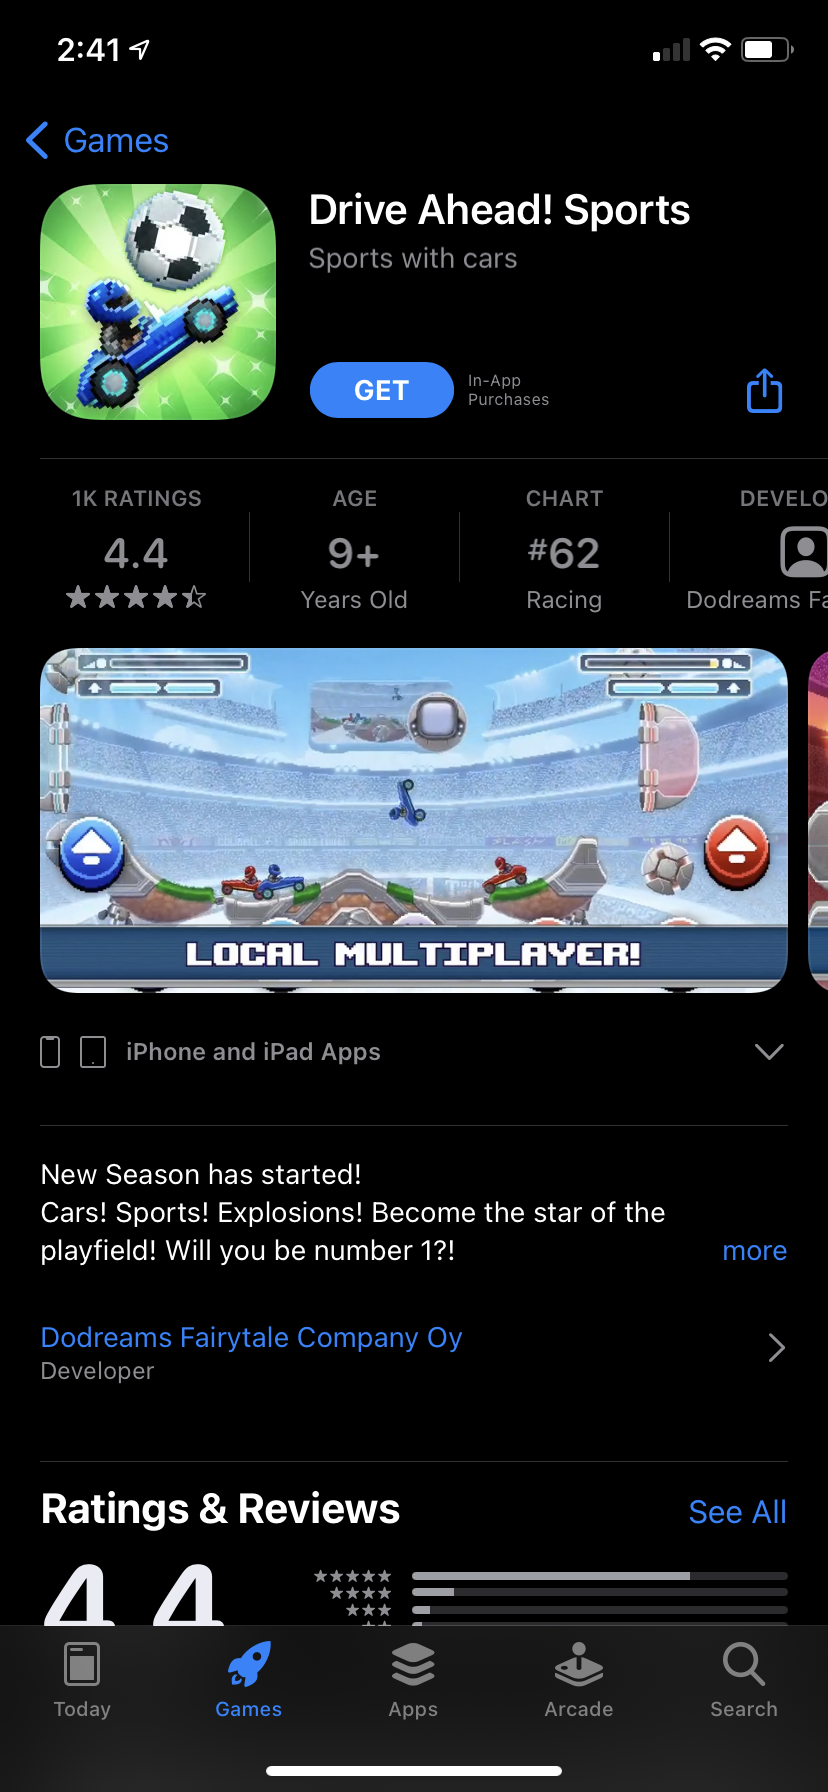 2:41
Games
Drive Ahead! Sports
Sports with cars
GET
In-App
Purchases
1K RATINGS
4.4
AGE
9+
Years Old
CHART
#62
Racing
DEVELO
Dodreams Fa
LOCAL MULTIPLAYER!
iPhone and iPad Apps
New Season has started!
Cars! Sports! Explosions! Become the star of the
playfield! Will you be number 1?!
more
Dodreams Fairytale Company Oy
Developer
Ratings & Reviews
See All
4.4
Today
Games
Apps
Arcade
Search